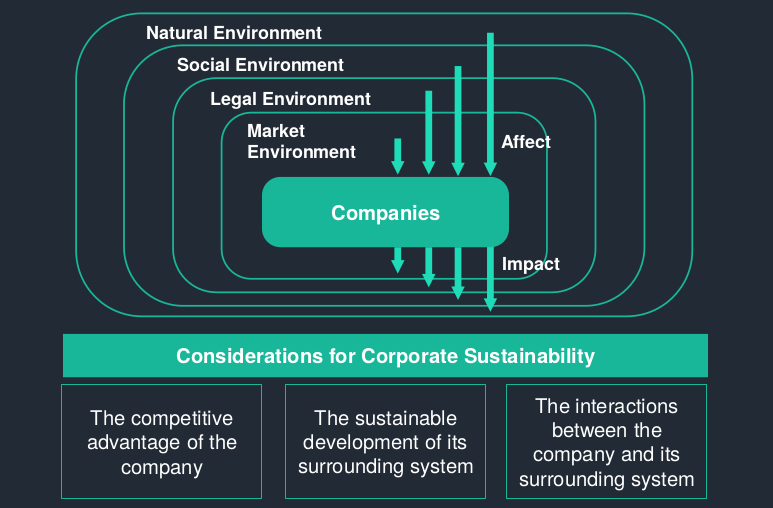 Natural Environment
Social Environment
Legal Environment
Market
Environment
Affect
Companies
Impact
Considerations for Corporate Sustainability
The competitive
advantage of the
company
The sustainable
development of its
surrounding system
The interactions
between the
company and its
surrounding system